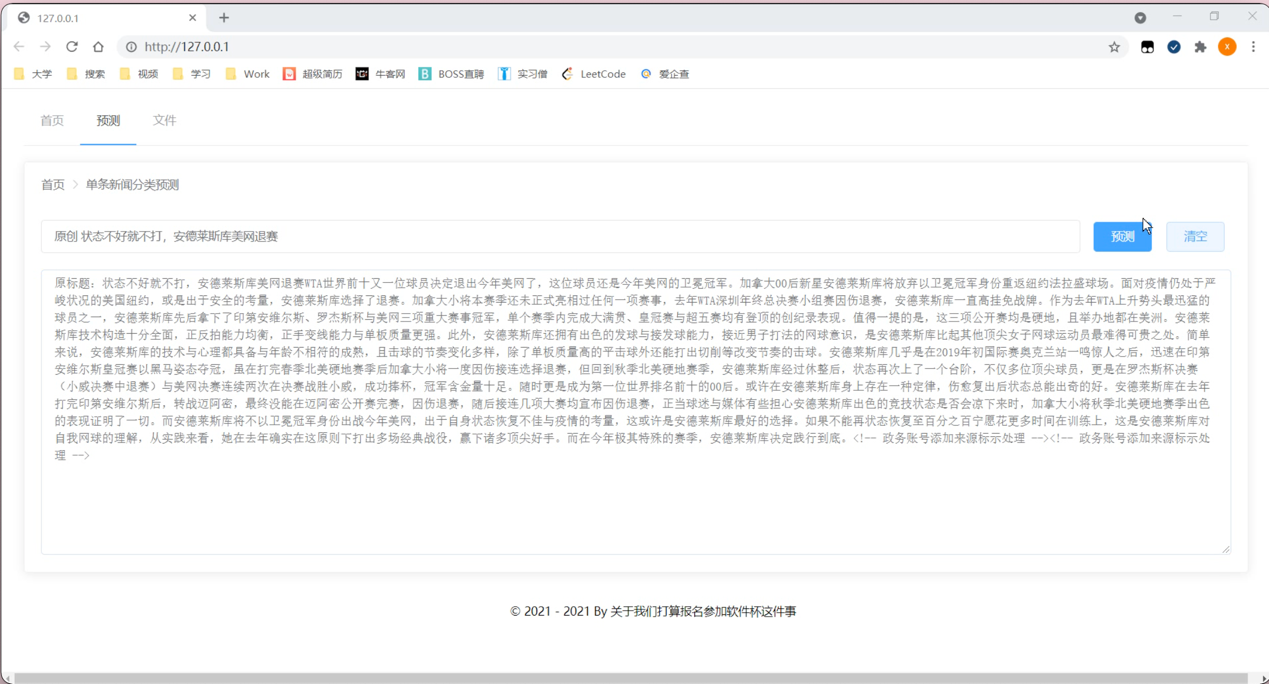 127.0.0.1
http://127.0.0.1
X
大学 搜索 视频 学习 Work 超级简历 牛客网 BOSS直聘 实习僧 LeetCode 爱企查
首页 预测 文件
首页 > 单条新闻分类预测
原创 状态不好就不打，安德莱斯库美网退赛 预测 清空
原标题：状态不好就不打，安德莱斯库美网退赛WTA世界前十又一位球员决定退出今年美网了，这位球员还是今年美网的卫冕冠军。加拿大00后新星安德莱斯库将放弃以卫冕冠军身份重返纽约法拉盛球场。面对疫情仍处于严
峻状况的美国纽约，或是出于安全的考量，安德莱斯库选择了退赛。加拿大小将本赛季还未正式亮相过任何一项赛事，去年WTA深圳年终总决赛小组赛因伤退赛，安德莱斯库一直高挂免战牌。作为去年WTA上升势头最迅猛的
球员之一，安德莱斯库先后拿下了印第安维尔斯、罗杰斯杯与美网三项重大赛事冠军，单个赛季内完成大满贯、皇冠赛与超五赛均有登顶的创纪录表现。值得一提的是，这三项公开赛均是硬地，且举办地都在美洲。安德莱
斯库技术构造十分全面，正反拍能力均衡，正手变线能力与单板质量更强。此外，安德莱斯库还拥有出色的发球与接发球能力，接近男子打法的网球意识，是安德莱斯库比起其他顶尖女子网球运动员最难得可贵之处。简单
来说，安德莱斯库的技术与心理都具备与年龄不相符的成熟，且击球的节奏变化多样，除了单板质量高的平击球外还能打出切削等改变节奏的击球。安德莱斯库几乎是在2019年初国际赛奥克兰站一鸣惊人之后，迅速在印第
安维尔斯皇冠赛以黑马姿态夺冠，虽在打完春季北美硬地赛季后加拿大小将一度因伤接连选择退赛，但回到秋季北美硬地赛季，安德莱斯库经过休整后，状态再次上了一个台阶，不仅多位顶尖球员，更是在罗杰斯杯决赛
（小威决赛中退赛）与美网决赛连续两次在决赛战胜小威，成功捧杯，冠军含金量十足。随时更是成为第一位世界排名前十的00后。或许在安德莱斯库身上存在一种定律，伤愈复出后状态总能出奇的好。安德莱斯库在去年
打完印第安维尔斯后，转战迈阿密，最终没能在迈阿密公开赛完赛，因伤退赛，随后接连几项大赛均宣布因伤退赛，正当球迷与媒体有些担心安德莱斯库出色的竞技状态是否会凉下来时，加拿大小将秋季北美硬地赛季出色
的表现证明了一切。而安德莱斯库将不以卫冕冠军身份出战今年美网，出于自身状态恢复不佳与疫情的考量，这或许是安德莱斯库最好的选择。如果不能再状态恢复至百分之百宁愿花更多时间在训练上，这是安德莱斯库对
自我网球的理解，从实践来看，她在去年确实在这原则下打出多场经典战役，赢下诸多顶尖好手。而在今年极其特殊的赛季，安德莱斯库决定践行到底。<!-- 政务账号添加来源标示处理 --><!-- 政务账号添加来源标示处
理 -->
© 2021 - 2021 By 关于我们打算报名参加软件杯这件事